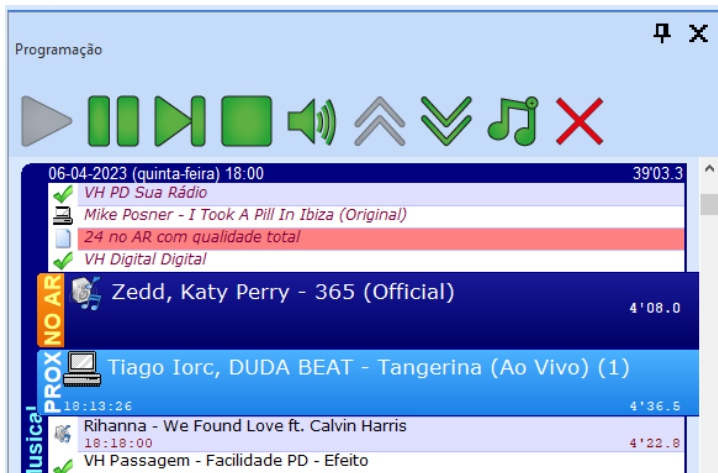 Programação
06-04-2023 (quinta-feira) 18:00 39'03.3
VH PD Sua Rádio
Mike Posner - I Took A Pill In Ibiza (Original)
24 no AR com qualidade total
VH Digital Digital
NO AR
Zedd, Katy Perry - 365 (Official)
4'08.0
PROX
Tiago Iorc, DUDA BEAT - Tangerina (Ao Vivo) (1)
18:13:26 4'36.5
Rihanna - We Found Love ft. Calvin Harris
18:18:00 4'22.8
VH Passagem - Facilidade PD - Efeito